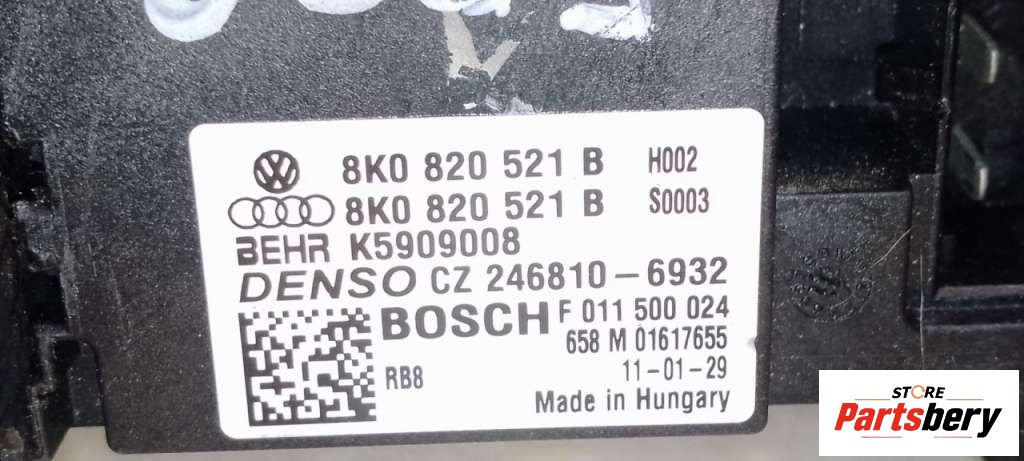 8K0 820 521 B H002
8K0 820 521 B S0003
BEHR K5909008
DENSO CZ 246810-6932
BOSCH F 011 500 024
658 M 01617655
RB8 11-01-29
Made in Hungary
STORE
Partsbery